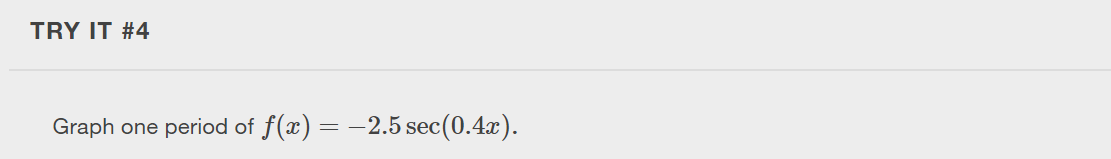 TRY IT #4
Graph one period of f(x) = −2.5 sec(0.4x).